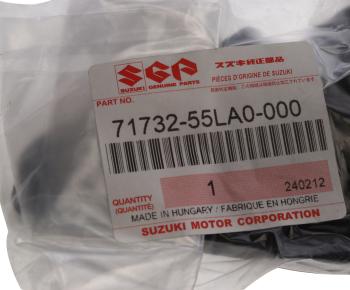 SGP スズキ純正部品
SUZUKI GENUINE PARTS PIÈCES D'ORIGINE DE SUZUKI
PART NO.
71732-55LA0-000
QUANTITY
(QUANTITÉ) 1 240212
MADE IN HUNGARY / FABRIQUE EN HONGRIE
SUZUKI MOTOR CORPORATION